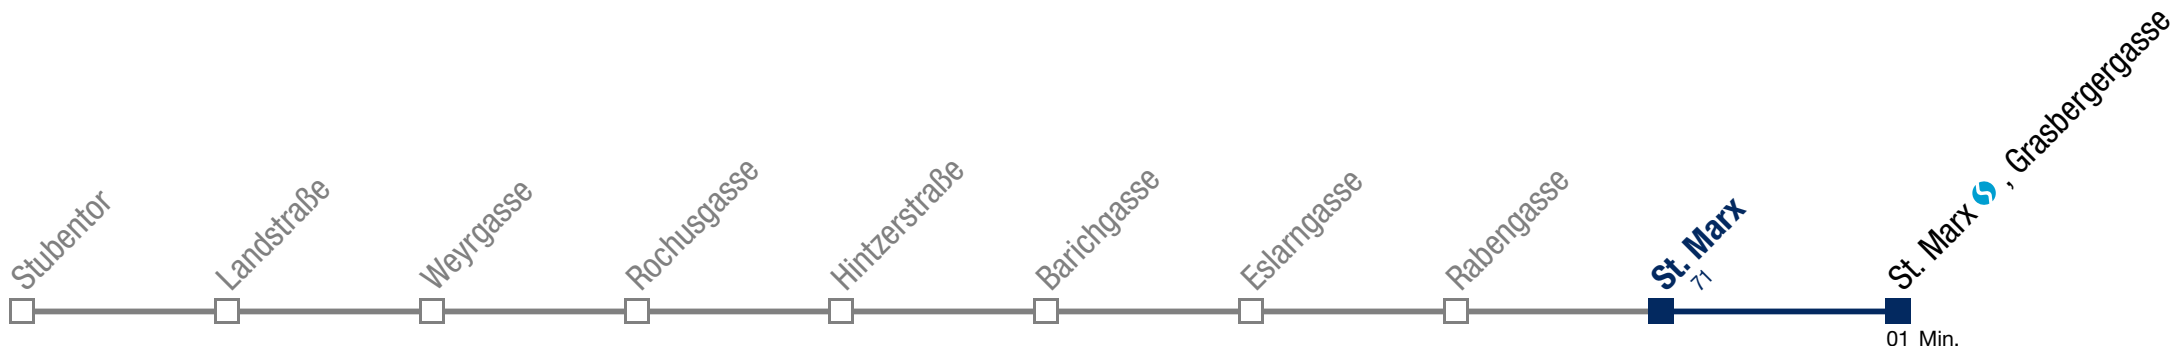 Stubentor
Landstraße
Weyrgasse
Rochusgasse
Hintzerstraße
Barichgasse
Eslarngasse
Rabengasse
St. Marx
71
St. Marx , Grasbergergasse
01 Min.